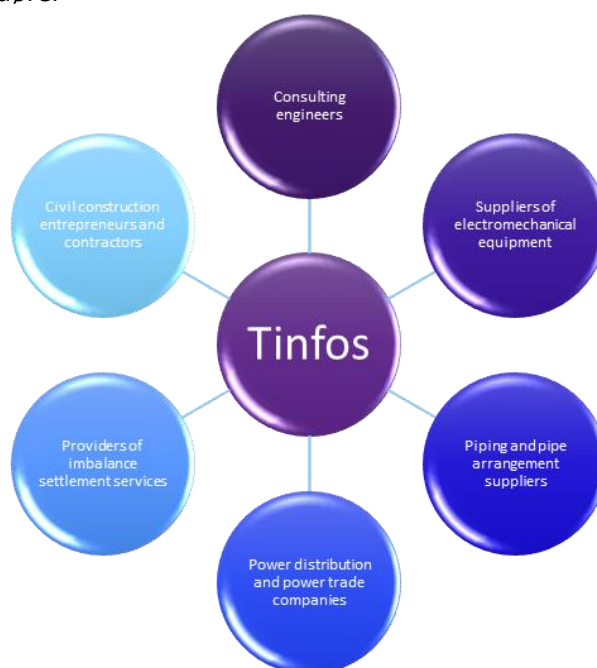 Consulting
engineers
Suppliers of
electromechanical
equipment
Piping and pipe
arrangement
suppliers
Power distribution
and power trade
companies
Providers of
imbalance
settlement services
Civil construction
entrepreneurs and
contractors
Tinfos